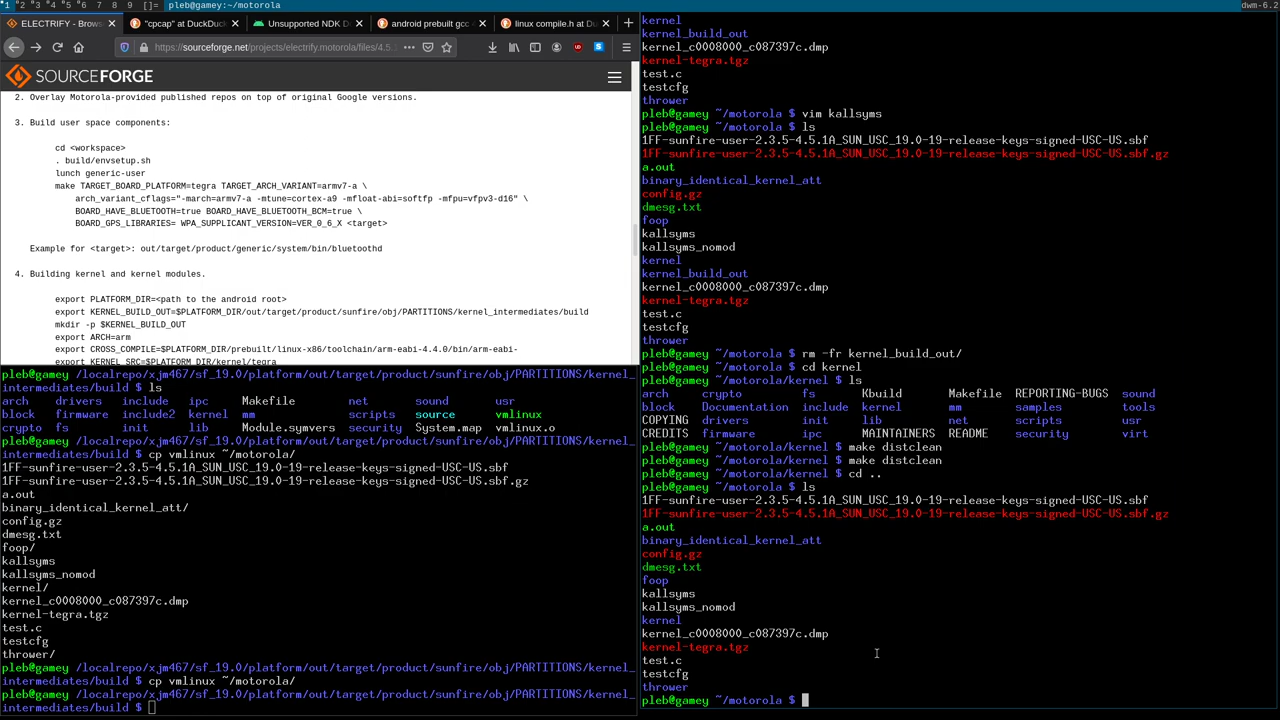 1 2 3 4 5 6 7 8 9 []= pleb@gamey:~/motorola dwm-6.2
ELECTRIFY - Brows "cpcap" at DuckDuc Unsupported NDK D android prebuilt gcc linux compile.h at Du
https://sourceforge.net/projects/electrify.motorola/files/4.5.
SOURCEFORGE
2. Overlay Motorola-provided published repos on top of original Google versions.
3. Build user space components:
cd <workspace>
. build/envsetup.sh
lunch generic-user
make TARGET_BOARD_PLATFORM=tegra TARGET_ARCH_VARIANT=armv7-a \
arch_variant_cflags="-march=armv7-a -mtune=cortex-a9 -mfloat-abi=softfp -mfpu=vfpv3-d16" \
BOARD_HAVE_BLUETOOTH=true BOARD_HAVE_BLUETOOTH_BCM=true \
BOARD_GPS_LIBRARIES= WPA_SUPPLICANT_VERSION=VER_0_6_X <target>
Example for <target>: out/target/product/generic/system/bin/bluetoothd
4. Building kernel and kernel modules.
export PLATFORM_DIR=<path to the android root>
export KERNEL_BUILD_OUT=$PLATFORM_DIR/out/target/product/sunfire/obj/PARTITIONS/kernel_intermediates/build
mkdir -p $KERNEL_BUILD_OUT
export ARCH=arm
export CROSS_COMPILE=$PLATFORM_DIR/prebuilt/linux-x86/toolchain/arm-eabi-4.4.0/bin/arm-eabi-
export KERNEL_SRC=$PLATFORM_DIR/kernel/tegra
pleb@gamey /localrepo/xjm467/sf_19.0/platform/out/target/product/sunfire/obj/PARTITIONS/kernel_
intermediates/build $ ls
arch drivers include ipc Makefile net sound usr
block firmware include2 kernel mm scripts source vmlinux
crypto fs init lib Module.symvers security System.map vmlinux.o
pleb@gamey /localrepo/xjm467/sf_19.0/platform/out/target/product/sunfire/obj/PARTITIONS/kernel_
intermediates/build $ cp vmlinux ~/motorola/
1FF-sunfire-user-2.3.5-4.5.1A_SUN_USC_19.0-19-release-keys-signed-USC-US.sbf
1FF-sunfire-user-2.3.5-4.5.1A_SUN_USC_19.0-19-release-keys-signed-USC-US.sbf.gz
a.out
binary_identical_kernel_att/
config.gz
dmesg.txt
foop/
kallsyms
kallsyms_nomod
kernel/
kernel_c0008000_c087397c.dmp
kernel-tegra.tgz
test.c
testcfg
thrower/
pleb@gamey /localrepo/xjm467/sf_19.0/platform/out/target/product/sunfire/obj/PARTITIONS/kernel_
intermediates/build $ cp vmlinux ~/motorola/
pleb@gamey /localrepo/xjm467/sf_19.0/platform/out/target/product/sunfire/obj/PARTITIONS/kernel_
intermediates/build $
kernel
kernel_build_out
kernel_c0008000_c087397c.dmp
kernel-tegra.tgz
test.c
testcfg
thrower
pleb@gamey ~/motorola $ vim kallsyms
pleb@gamey ~/motorola $ ls
1FF-sunfire-user-2.3.5-4.5.1A_SUN_USC_19.0-19-release-keys-signed-USC-US.sbf
1FF-sunfire-user-2.3.5-4.5.1A_SUN_USC_19.0-19-release-keys-signed-USC-US.sbf.gz
a.out
binary_identical_kernel_att
config.gz
dmesg.txt
foop
kallsyms
kallsyms_nomod
kernel
kernel_build_out
kernel_c0008000_c087397c.dmp
kernel-tegra.tgz
test.c
testcfg
thrower
pleb@gamey ~/motorola $ rm -fr kernel_build_out/
pleb@gamey ~/motorola $ cd kernel
pleb@gamey ~/motorola/kernel $ ls
arch crypto fs Kbuild Makefile REPORTING-BUGS sound
block Documentation include kernel mm samples tools
COPYING drivers init lib net scripts usr
CREDITS firmware ipc MAINTAINERS README security virt
pleb@gamey ~/motorola/kernel $ make distclean
pleb@gamey ~/motorola/kernel $ make distclean
pleb@gamey ~/motorola/kernel $ cd ..
pleb@gamey ~/motorola $ ls
1FF-sunfire-user-2.3.5-4.5.1A_SUN_USC_19.0-19-release-keys-signed-USC-US.sbf
1FF-sunfire-user-2.3.5-4.5.1A_SUN_USC_19.0-19-release-keys-signed-USC-US.sbf.gz
a.out
binary_identical_kernel_att
config.gz
dmesg.txt
foop
kallsyms
kallsyms_nomod
kernel
kernel_c0008000_c087397c.dmp
kernel-tegra.tgz
test.c
testcfg
thrower
pleb@gamey ~/motorola $